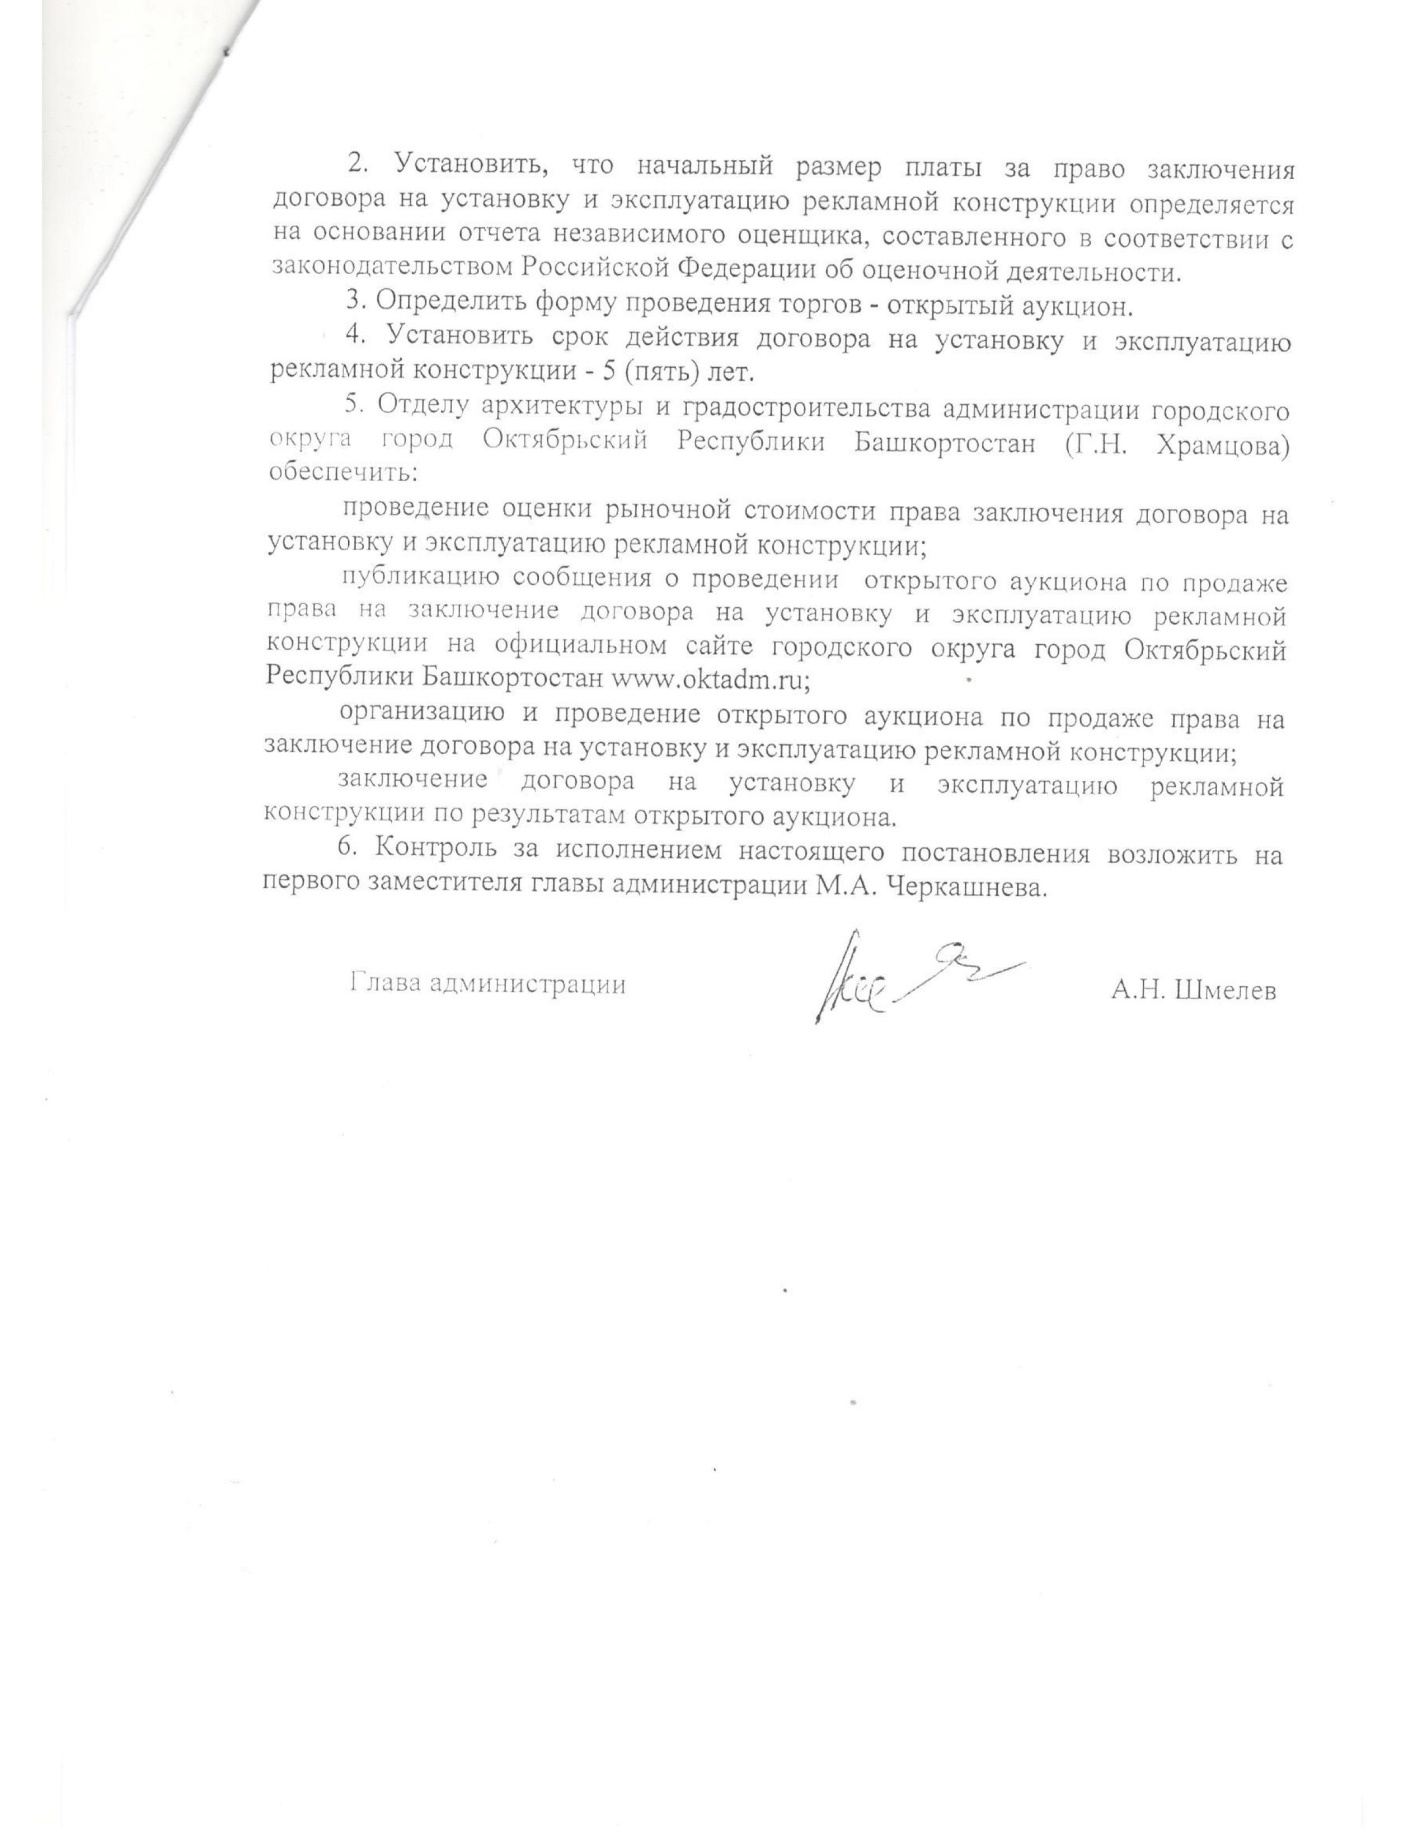 2. Установить, что начальный размер платы за право заключения
договора на установку и эксплуатацию рекламной конструкции определяется
на основании отчета независимого оценщика, составленного в соответствии с
законодательством Российской Федерации об оценочной деятельности.
3. Определить форму проведения торгов - открытый аукцион.
4. Установить срок действия договора на установку и эксплуатацию
рекламной конструкции - 5 (пять) лет.
5. Отделу архитектуры и градостроительства администрации городского
округа город Октябрьский Республики Башкортостан (Г.Н. Храмцова)
обеспечить:
проведение оценки рыночной стоимости права заключения договора на
установку и эксплуатацию рекламной конструкции;
публикацию сообщения о проведении открытого аукциона по продаже
права на заключение договора на установку и эксплуатацию рекламной
конструкции на официальном сайте городского округа город Октябрьский
Республики Башкортостан www.oktadm.ru;
организацию и проведение открытого аукциона по продаже права на
заключение договора на установку и эксплуатацию рекламной конструкции;
заключение договора на установку и эксплуатацию рекламной
конструкции по результатам открытого аукциона.
6. Контроль за исполнением настоящего постановления возложить на
первого заместителя главы администрации М.А. Черкашнева.
Глава администрации А.Н. Шмелев